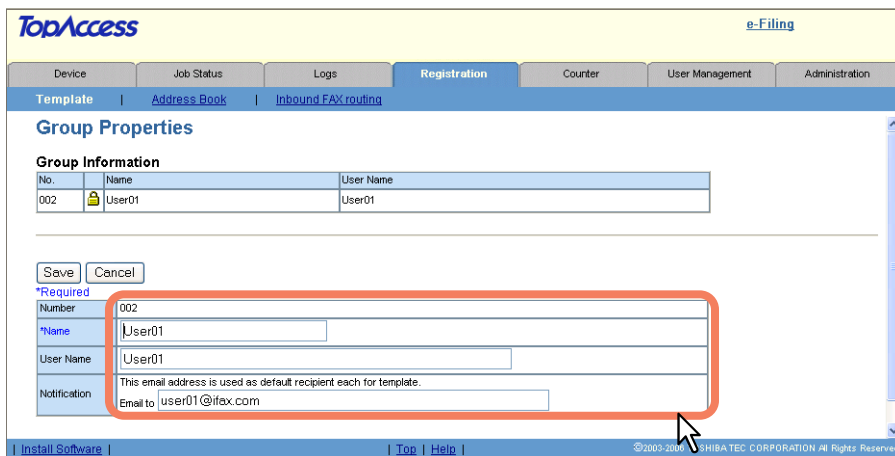 TopAccess
e-Filing
Device Job Status Logs Registration Counter User Management Administration
Template | Address Book | Inbound FAX routing
Group Properties
Group Information
No. Name User Name
002 User01 User01
Save Cancel
*Required
Number 002
*Name User01
User Name User01
Notification This email address is used as default recipient each for template.
Email to user01@ifax.com
| Install Software | | Top | Help | ©2003-2006 SHIBA TEC CORPORATION All Rights Reserve